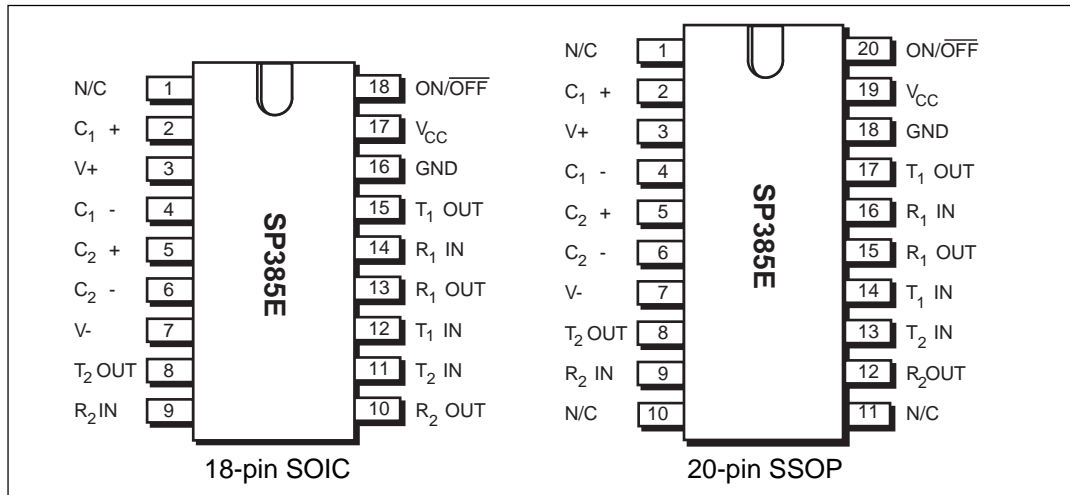 N/C 1 18 ON/OFF
C1 + 2 17 VCC
V+ 3 16 GND
C1 - 4 15 T1 OUT
C2 + 5 14 R1 IN
C2 - 6 13 R1 OUT
V- 7 12 T1 IN
T2 OUT 8 11 T2 IN
R2 IN 9 10 R2 OUT
SP385E
18-pin SOIC
N/C 1 20 ON/OFF
C1 + 2 19 VCC
V+ 3 18 GND
C1 - 4 17 T1 OUT
C2 + 5 16 R1 IN
C2 - 6 15 R1 OUT
V- 7 14 T1 IN
T2 OUT 8 13 T2 IN
R2 IN 9 12 R2OUT
N/C 10 11 N/C
SP385E
20-pin SSOP